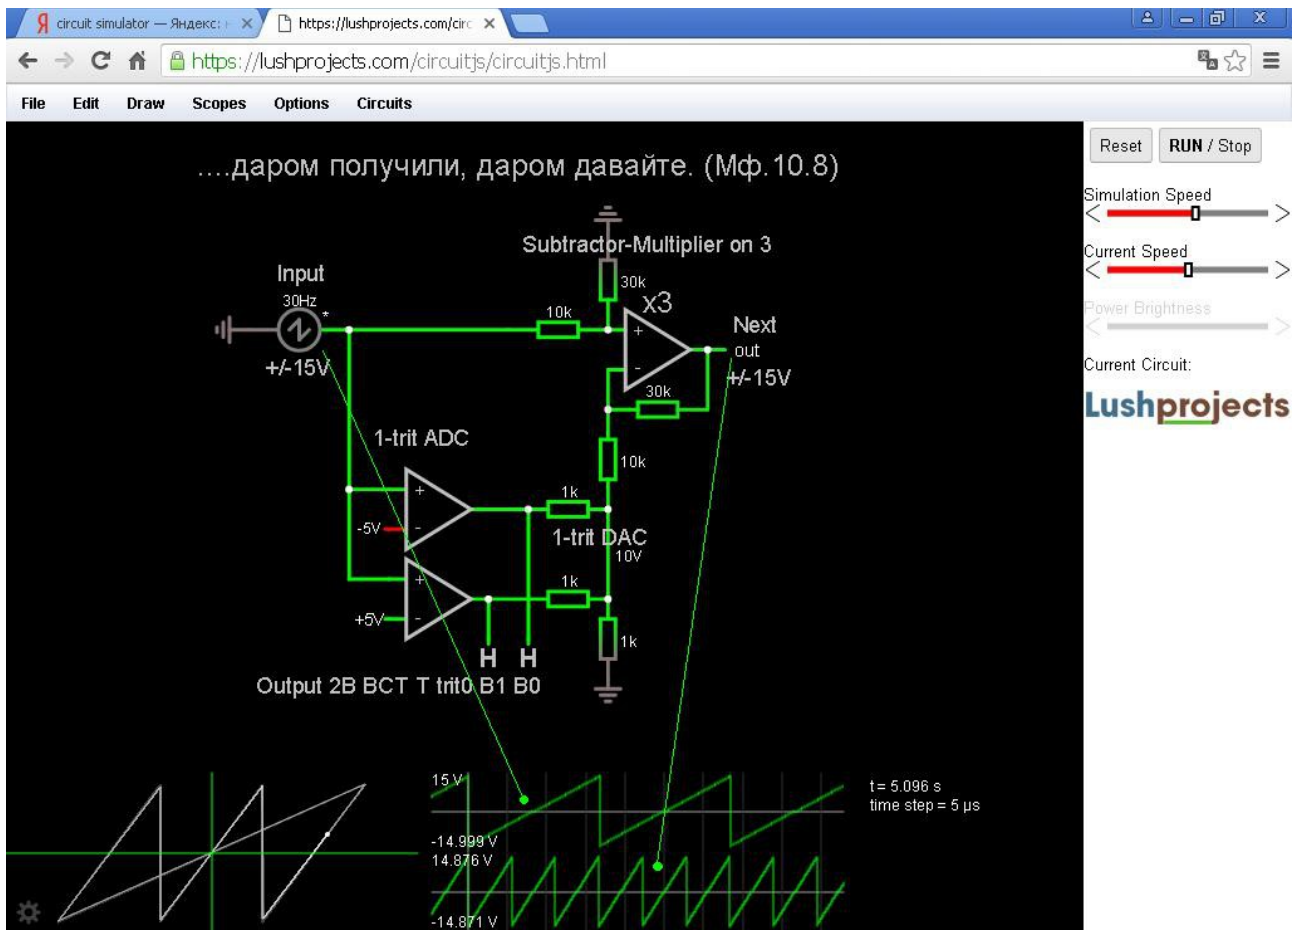 circuit simulator — Яндекс:
https://lushprojects.com/circ
https://lushprojects.com/circuitjs/circuitjs.html
File Edit Draw Scopes Options Circuits
Reset RUN / Stop
Simulation Speed
Current Speed
Power Brightness
Current Circuit:
Lushprojects
....даром получили, даром давайте. (Мф.10.8)
Subtractor-Multiplier on 3
Input
30Hz
*
+/-15V
30k
10k
x3
+
-
Next
out
+/-15V
30k
1-trit ADC
10k
+
-5V
-
1k
1-trit DAC
10V
+
+5V
-
1k
1k
H H
Output 2B BCT T trit0 B1 B0
15 V
-14.999 V
14.876 V
-14.871 V
t = 5.096 s
time step = 5 µs